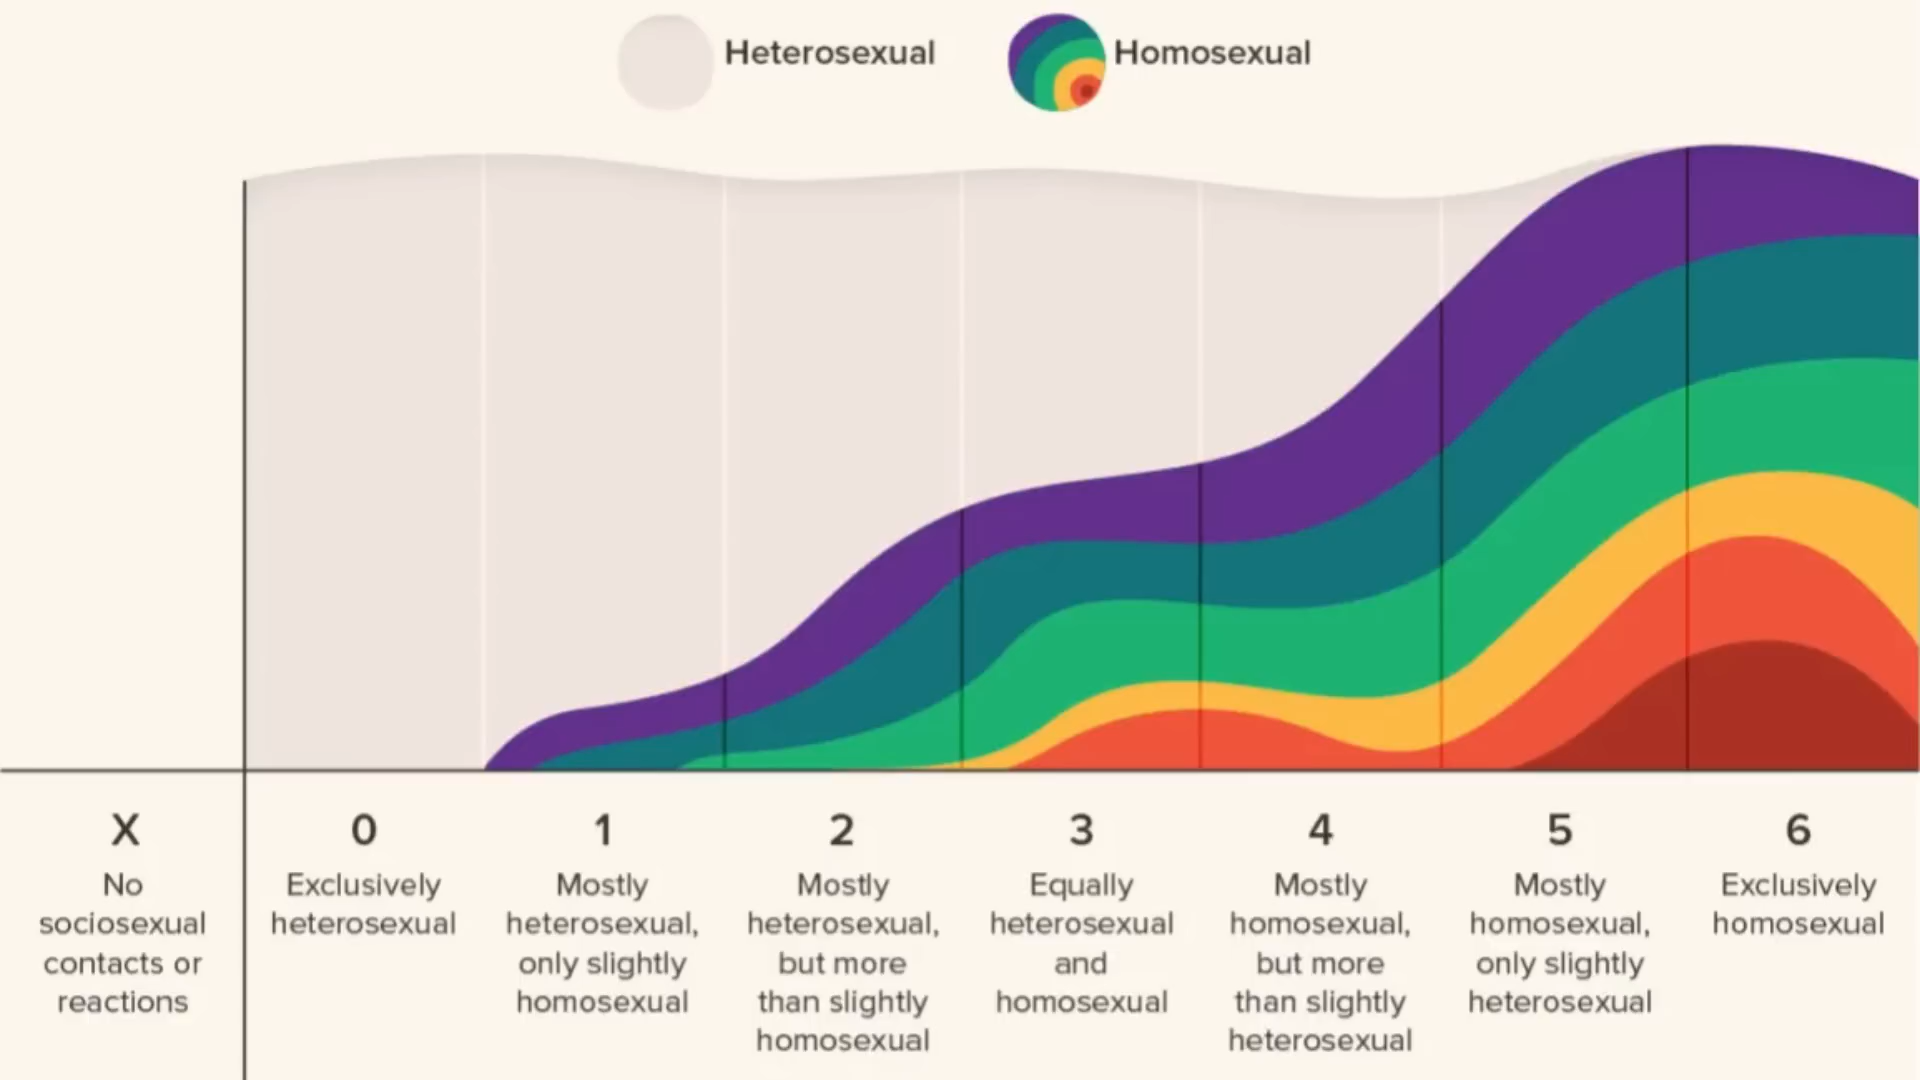 Heterosexual
Homosexual
X
No
sociosexual
contacts or
reactions
0
Exclusively
heterosexual
1
Mostly
heterosexual,
only slightly
homosexual
2
Mostly
heterosexual,
but more
than slightly
homosexual
3
Equally
heterosexual
and
homosexual
4
Mostly
homosexual,
but more
than slightly
heterosexual
5
Mostly
homosexual,
only slightly
heterosexual
6
Exclusively
homosexual